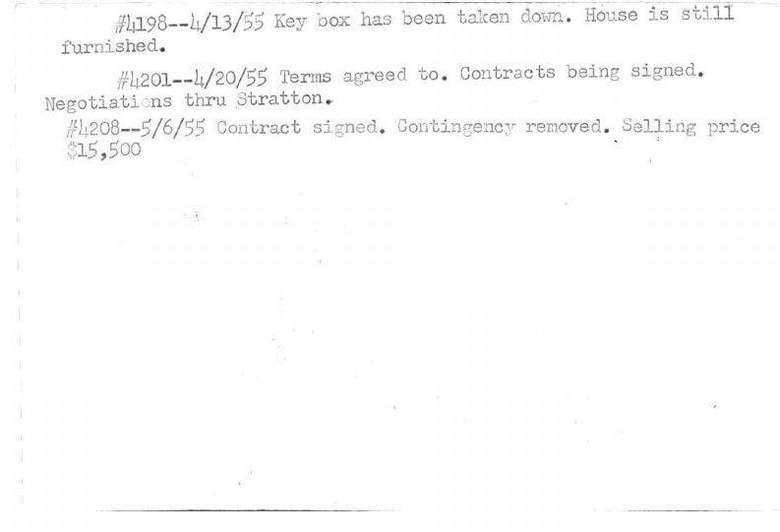 #4198--4/13/55 Key box has been taken down. House is still
furnished.
#4201--4/20/55 Terms agreed to. Contracts being signed.
Negotiations thru Stratton.
#4208--5/6/55 Contract signed. Contingency removed. Selling price
$15,500